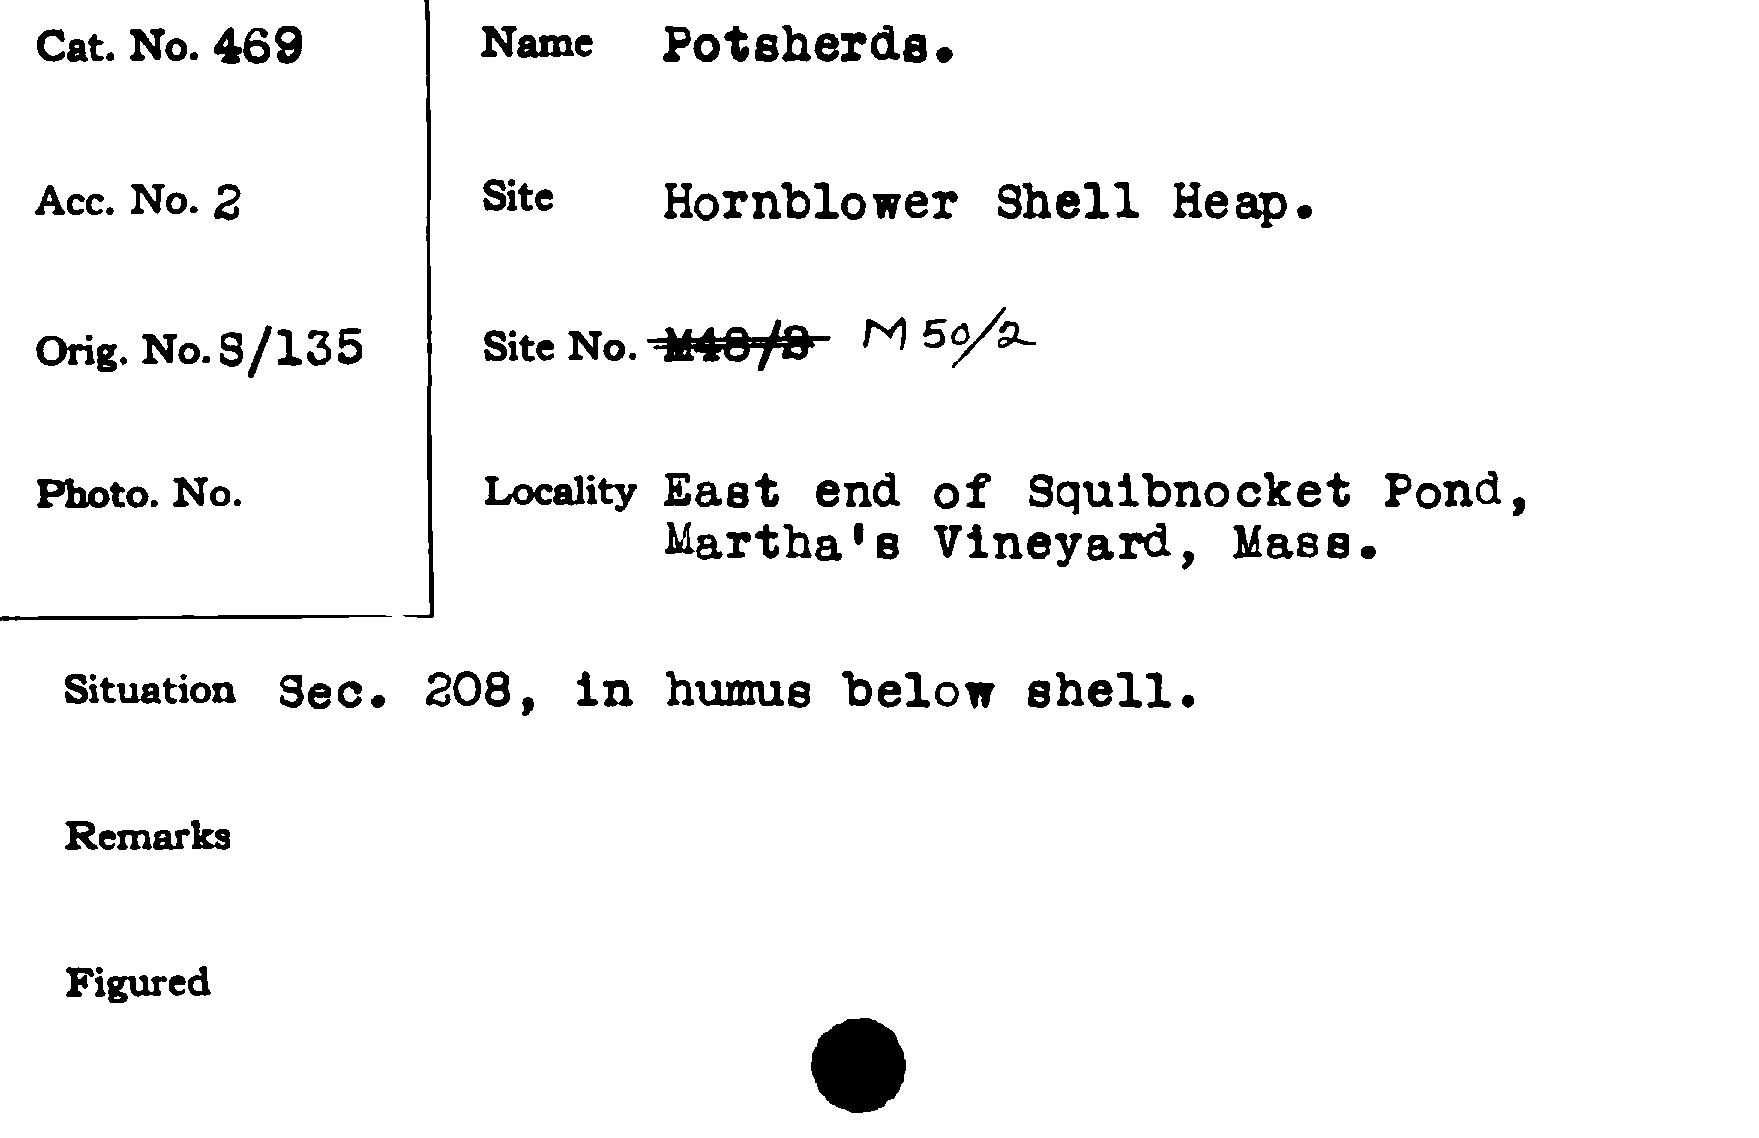 Cat. No. 469
Name Potsherds.
Acc. No. 2
Site Hornblower Shell Heap.
Orig. No. S/135
Site No. M 50/2
Photo. No.
Locality East end of Squibnocket Pond,
Martha's Vineyard, Mass.
Situation Sec. 208, in humus below shell.
Remarks
Figured